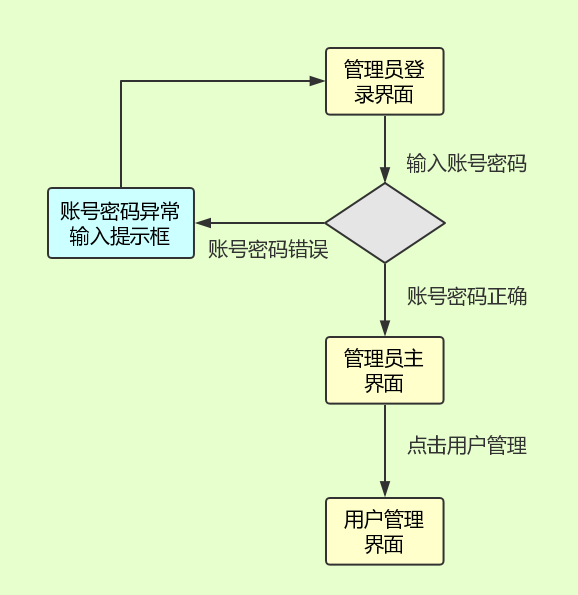 管理员登
录界面
输入账号密码
账号密码异常
输入提示框
账号密码错误
账号密码正确
管理员主
界面
点击用户管理
用户管理
界面